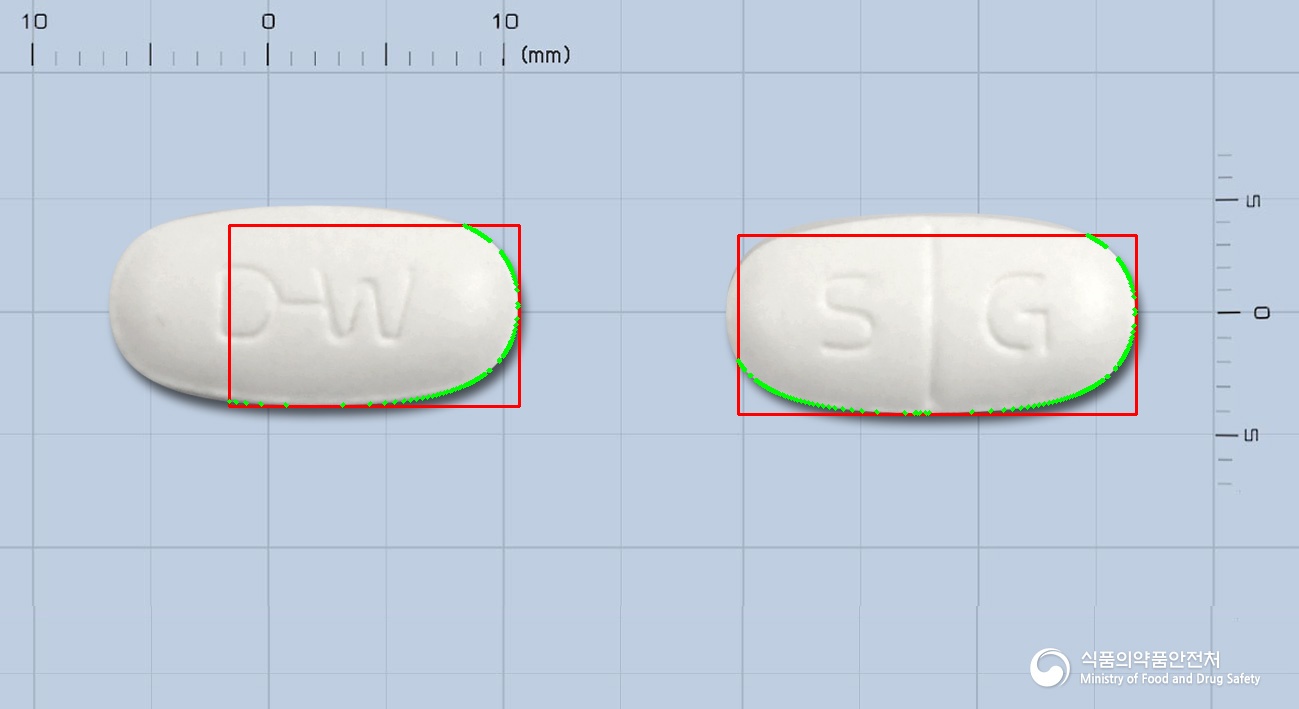 10 0 10
(mm)
D-W
S G
5
0
5
식품의약품안전처
Ministry of Food and Drug Safety